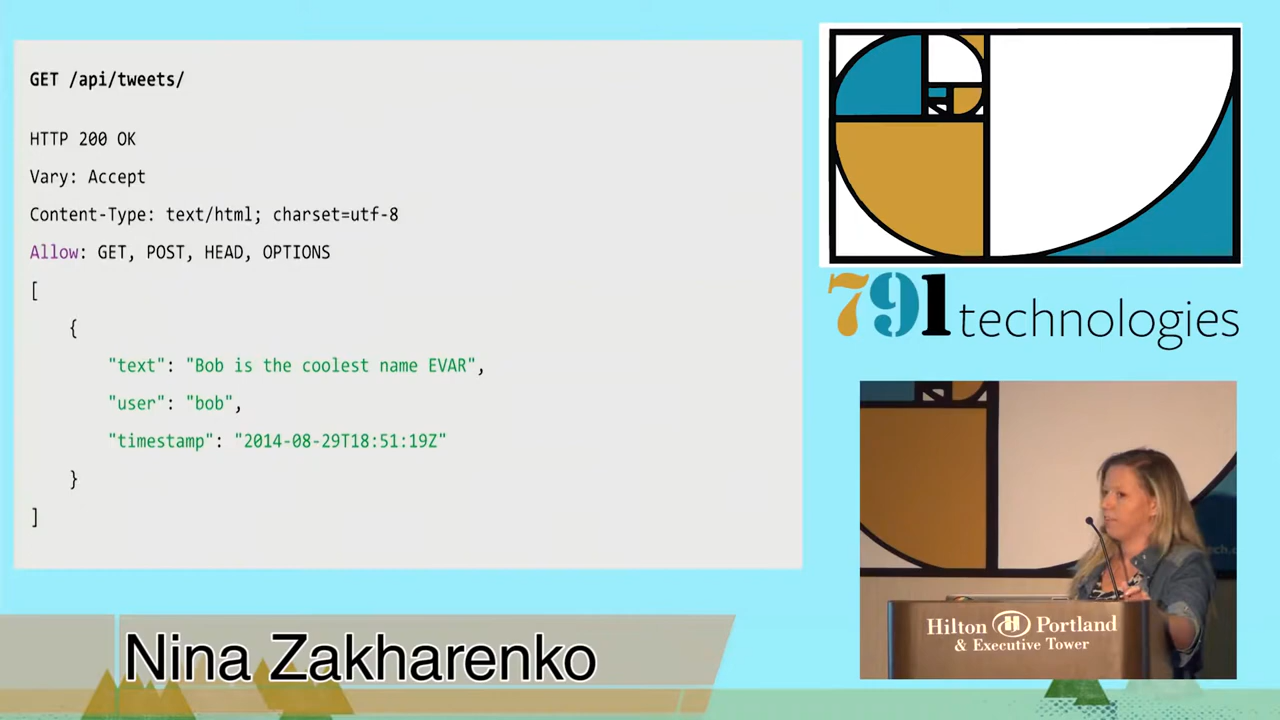 GET /api/tweets/
HTTP 200 OK
Vary: Accept
Content-Type: text/html; charset=utf-8
Allow: GET, POST, HEAD, OPTIONS
[
{
"text": "Bob is the coolest name EVAR",
"user": "bob",
"timestamp": "2014-08-29T18:51:19Z"
}
]
791 technologies
Hilton Portland
& Executive Tower
Nina Zakharenko